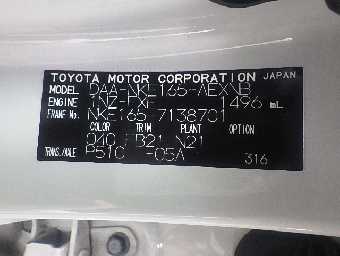 TOYOTA MOTOR CORPORATION JAPAN
MODEL DAA-NKE165-AEXNB
ENGINE 1NZ-FXE 1496 mL
FRAME No. NKE165-7138701
COLOR TRIM PLANT OPTION
040 FB21 N21
TRANS./AXLE P510 -05A 316